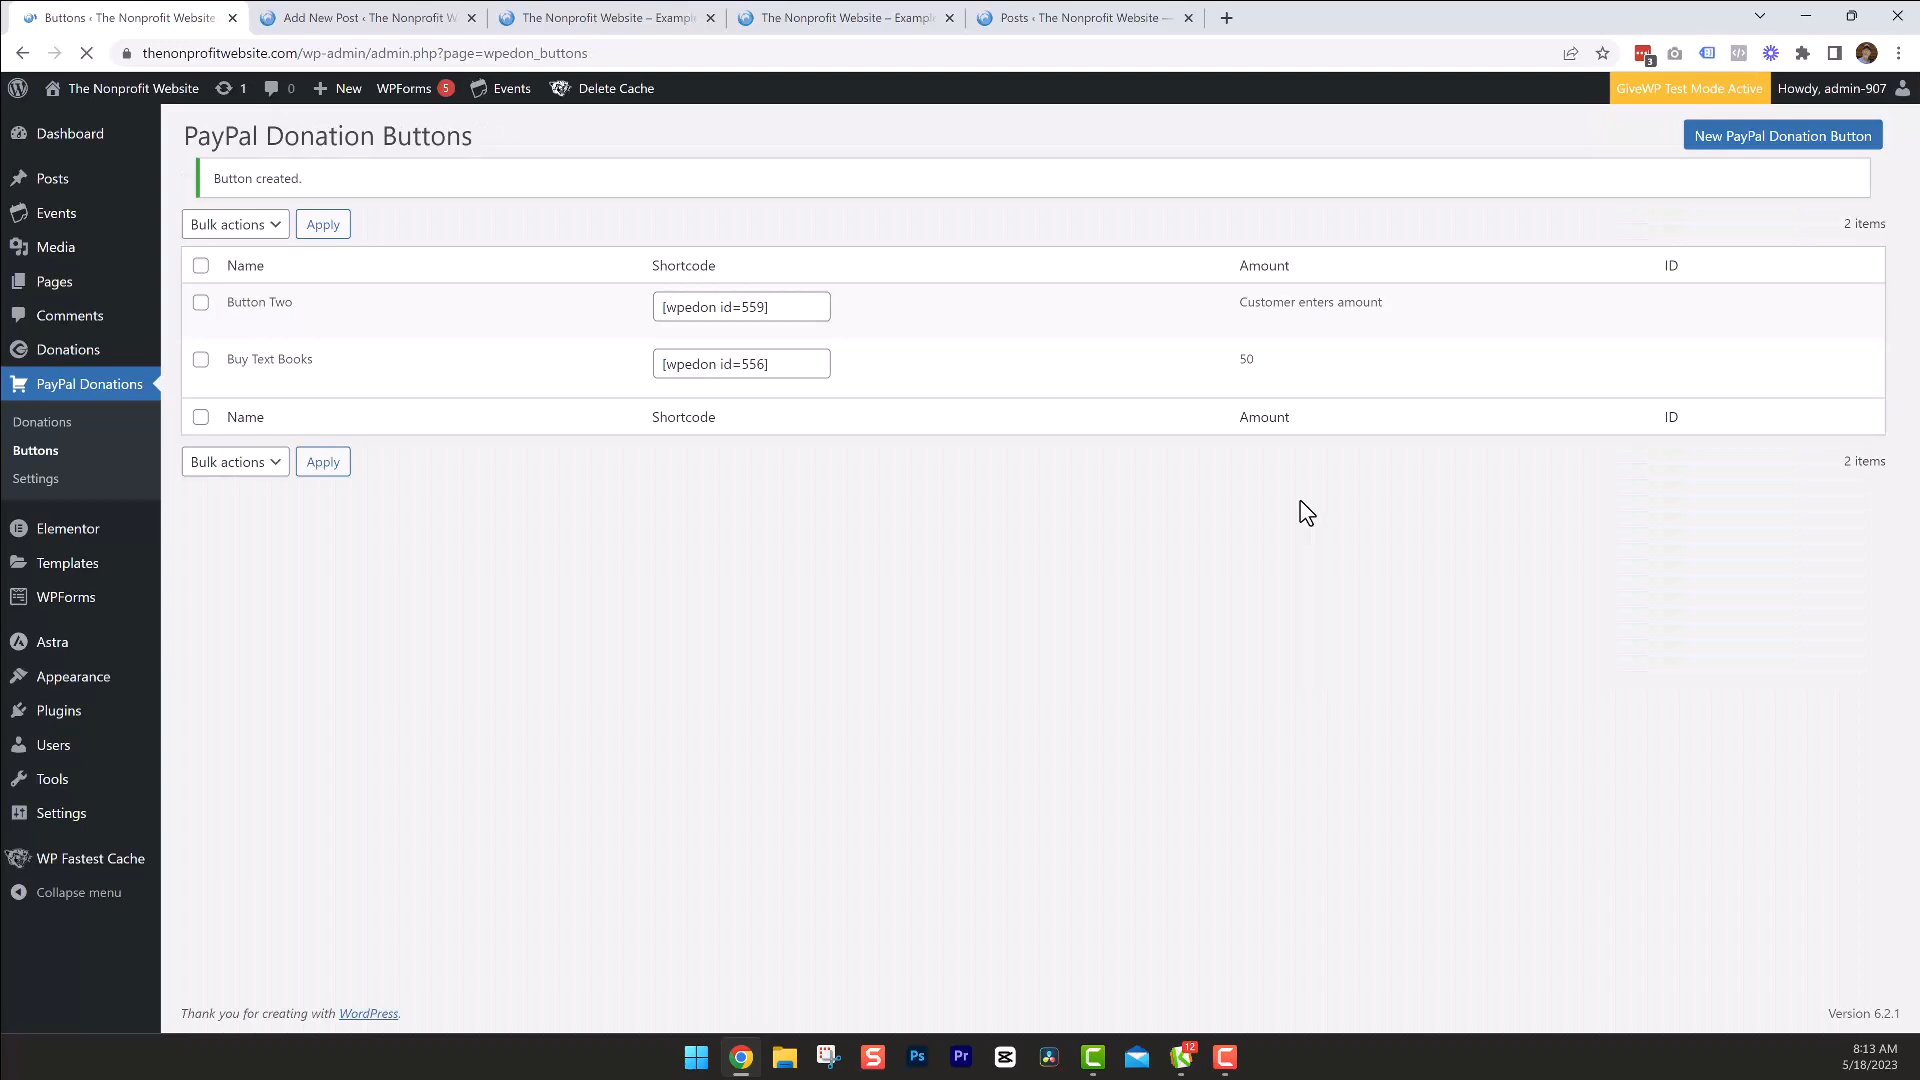 Buttons ‹ The Nonprofit Website
Add New Post ‹ The Nonprofit W
The Nonprofit Website – Exampl
The Nonprofit Website – Exampl
Posts ‹ The Nonprofit Website —
thenonprofitwebsite.com/wp-admin/admin.php?page=wpedon_buttons
3
The Nonprofit Website
1
0
New
WPForms 5
Events
Delete Cache
GiveWP Test Mode Active
Howdy, admin-907
Dashboard
Posts
Events
Media
Pages
Comments
Donations
PayPal Donations
Donations
Buttons
Settings
Elementor
Templates
WPForms
Astra
Appearance
Plugins
Users
Tools
Settings
WP Fastest Cache
Collapse menu
PayPal Donation Buttons
New PayPal Donation Button
Button created.
Bulk actions Apply
2 items
Name Shortcode Amount ID
Button Two [wpedon id=559] Customer enters amount
Buy Text Books [wpedon id=556] 50
Name Shortcode Amount ID
Bulk actions Apply
2 items
Thank you for creating with WordPress.
Version 6.2.1
S
Ps
Pr
C
12
C
8:13 AM
5/18/2023